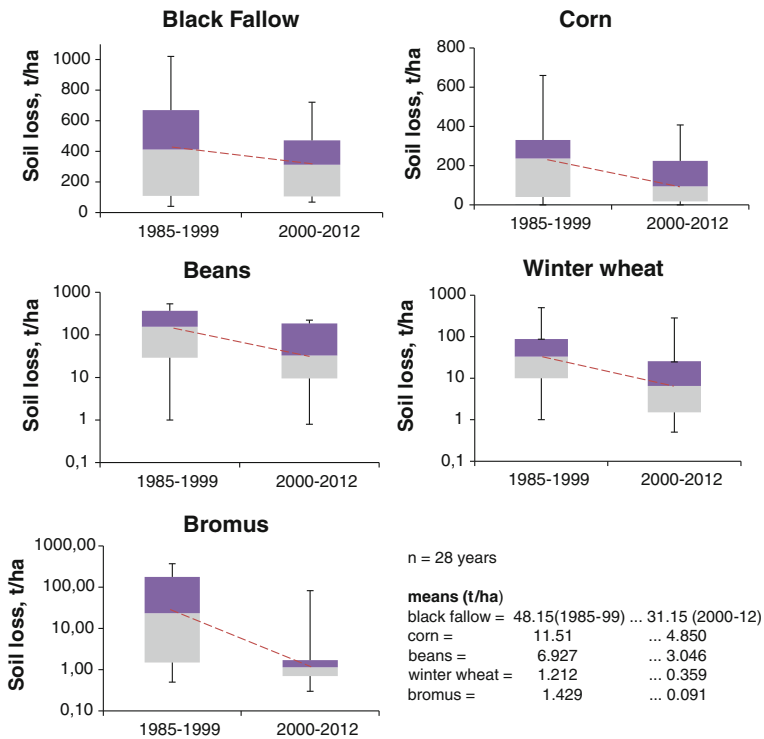 Black Fallow
Soil loss, t/ha
1000
800
600
400
200
0
1985-1999 2000-2012
Corn
Soil loss, t/ha
800
600
400
200
0
1985-1999 2000-2012
Beans
Soil loss, t/ha
1000
100
10
1
0,1
1985-1999 2000-2012
Winter wheat
Soil loss, t/ha
1000
100
10
1
0,1
1985-1999 2000-2012
Bromus
Soil loss, t/ha
1000,00
100,00
10,00
1,00
0,10
1985-1999 2000-2012
n = 28 years
means (t/ha)
black fallow = 48.15(1985-99) ... 31.15 (2000-12)
corn = 11.51 ... 4.850
beans = 6.927 ... 3.046
winter wheat = 1.212 ... 0.359
bromus = 1.429 ... 0.091